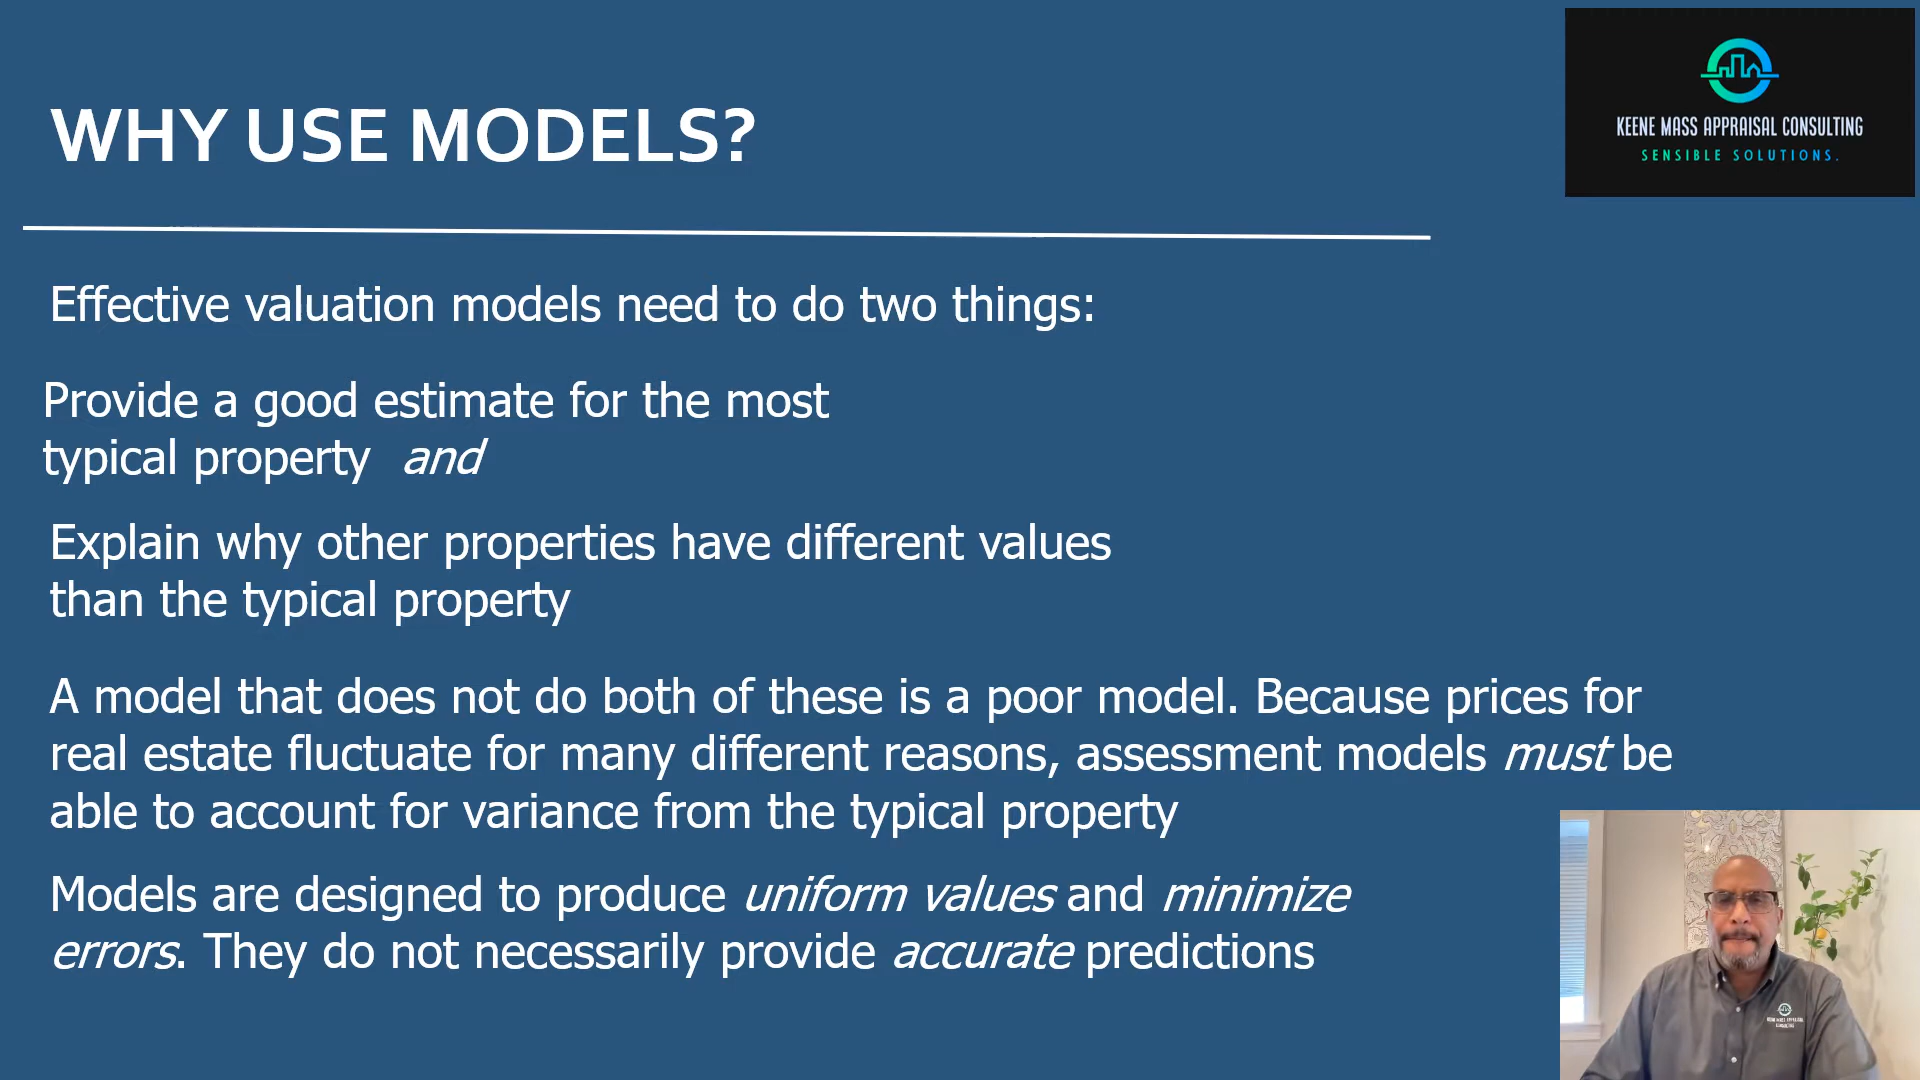 WHY USE MODELS?
KEENE MASS APPRAISAL CONSULTING
SENSIBLE SOLUTIONS.
Effective valuation models need to do two things:
Provide a good estimate for the most
typical property and
Explain why other properties have different values
than the typical property
A model that does not do both of these is a poor model. Because prices for
real estate fluctuate for many different reasons, assessment models must be
able to account for variance from the typical property
Models are designed to produce uniform values and minimize
errors. They do not necessarily provide accurate predictions
KEENE MASS APPRAISAL
CONSULTING